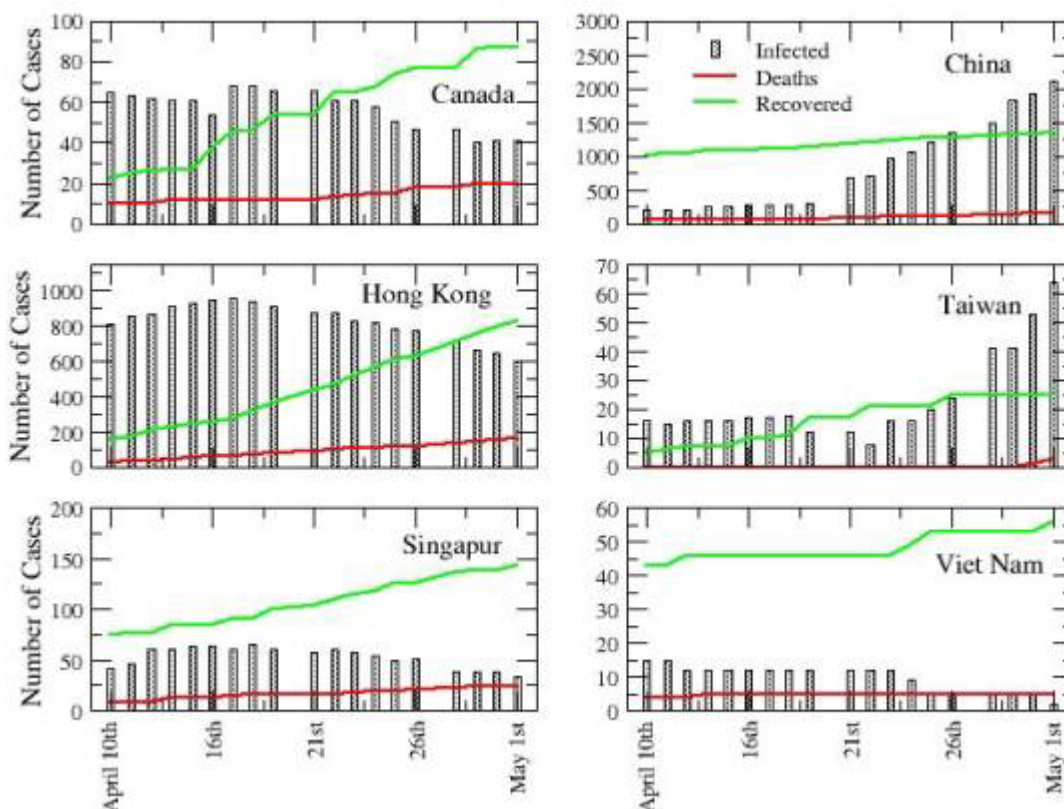 100
80
60
40
20
0
Number of Cases
Canada
3000
2500
2000
1500
1000
500
0
Infected
Deaths
Recovered
China
1000
800
600
400
200
0
Number of Cases
Hong Kong
70
60
50
40
30
20
10
0
Taiwan
200
150
100
50
0
Number of Cases
Singapur
60
50
40
30
20
10
0
Viet Nam
April 10th
16th
21st
26th
May 1st
April 10th
16th
21st
26th
May 1st